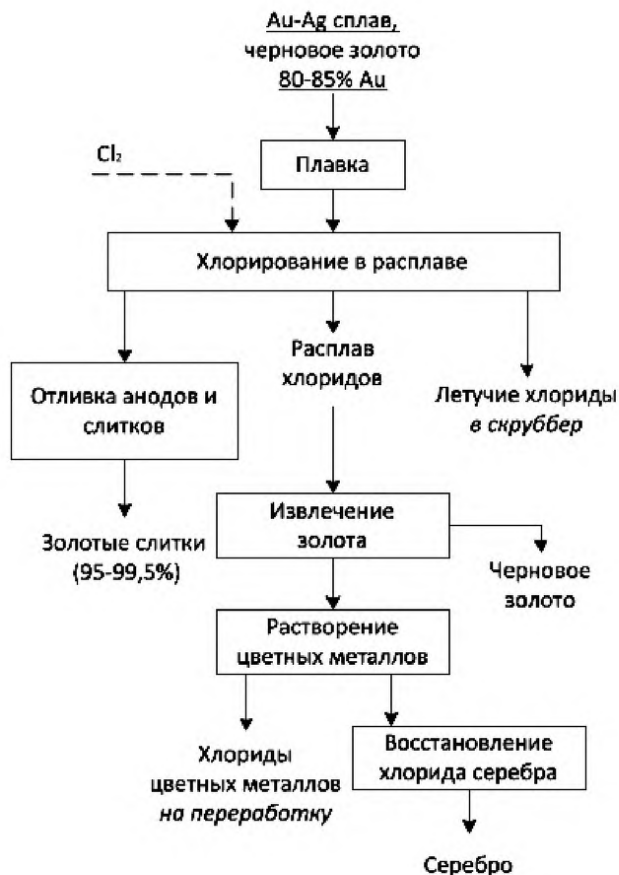 Au-Ag сплав,
черновое золото
80-85% Au
Cl₂
Плавка
Хлорирование в расплаве
Отливка анодов и
слитков
Расплав
хлоридов
Летучие хлориды
в скруббер
Золотые слитки
(95-99,5%)
Извлечение
золота
Черновое
золото
Растворение
цветных металлов
Хлориды
цветных металлов
на переработку
Восстановление
хлорида серебра
Серебро